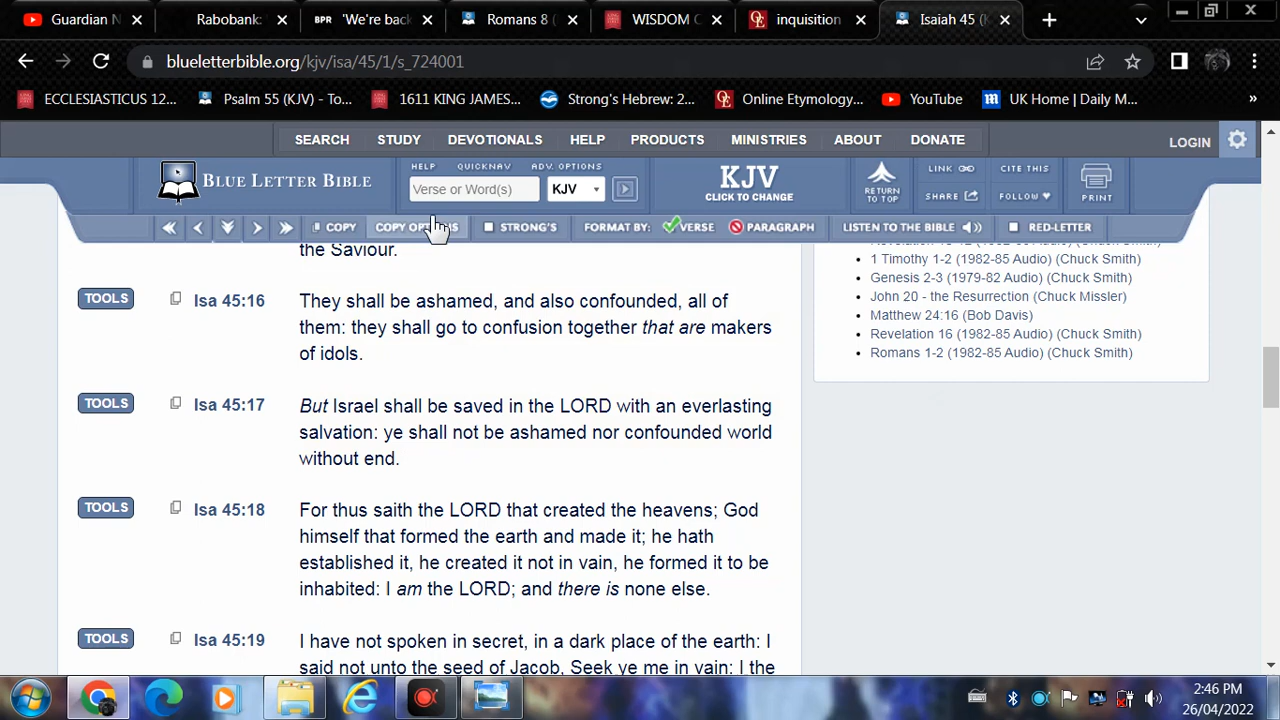 Guardian N
Rabobank:
BPR 'We're back
Romans 8 (
WISDOM C
OE inquisition
Isaiah 45 (K
blueletterbible.org/kjv/isa/45/1/s_724001
ECCLESIASTICUS 12...
Psalm 55 (KJV) - To...
1611 KING JAMES...
Strong's Hebrew: 2...
OE Online Etymology...
YouTube
m UK Home | Daily M...
»
SEARCH STUDY DEVOTIONALS HELP PRODUCTS MINISTRIES ABOUT DONATE LOGIN
BLUE LETTER BIBLE
HELP QUICKNAV ADV. OPTIONS
Verse or Word(s) KJV
KJV
CLICK TO CHANGE
RETURN
TO TOP
LINK CITE THIS
SHARE FOLLOW
PRINT
COPY COPY OPTIONS STRONG'S FORMAT BY: VERSE PARAGRAPH LISTEN TO THE BIBLE RED-LETTER
the Saviour.
TOOLS Isa 45:16 They shall be ashamed, and also confounded, all of
them: they shall go to confusion together that are makers
of idols.
TOOLS Isa 45:17 But Israel shall be saved in the LORD with an everlasting
salvation: ye shall not be ashamed nor confounded world
without end.
TOOLS Isa 45:18 For thus saith the LORD that created the heavens; God
himself that formed the earth and made it; he hath
established it, he created it not in vain, he formed it to be
inhabited: I am the LORD; and there is none else.
TOOLS Isa 45:19 I have not spoken in secret, in a dark place of the earth: I
said not unto the seed of Jacob, Seek ye me in vain: I the
1 Timothy 1-2 (1982-85 Audio) (Chuck Smith)
Genesis 2-3 (1979-82 Audio) (Chuck Smith)
John 20 - the Resurrection (Chuck Missler)
Matthew 24:16 (Bob Davis)
Revelation 16 (1982-85 Audio) (Chuck Smith)
Romans 1-2 (1982-85 Audio) (Chuck Smith)
2:46 PM
26/04/2022